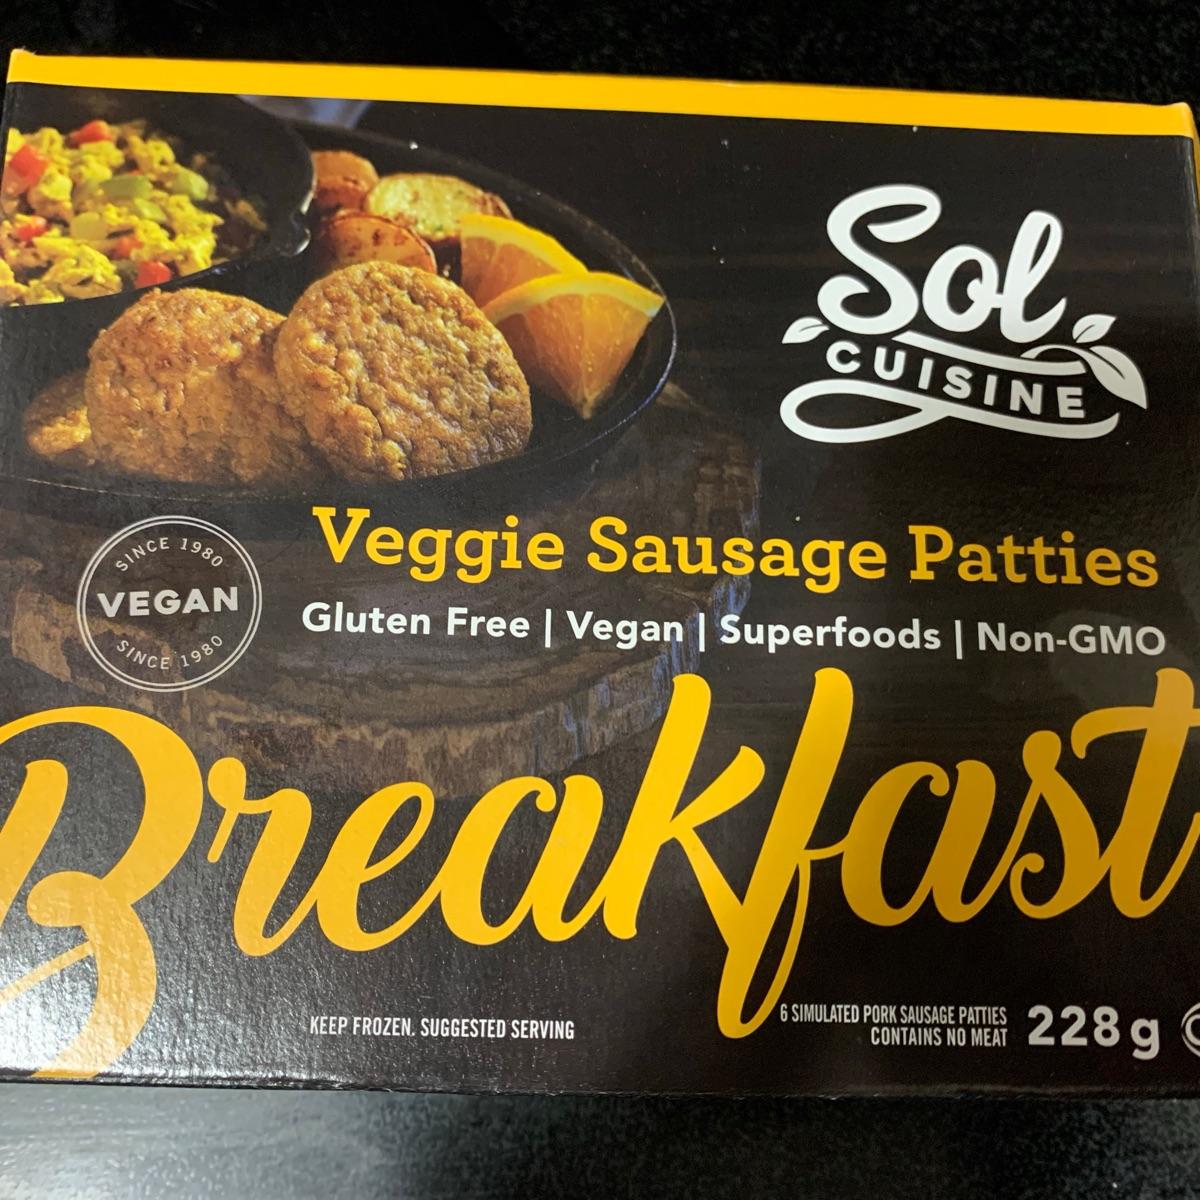 Sol
CUISINE
Veggie Sausage Patties
SINCE 1980
VEGAN
SINCE 1980
Gluten Free | Vegan | Superfoods | Non-GMO
Breakfast
KEEP FROZEN. SUGGESTED SERVING
6 SIMULATED PORK SAUSAGE PATTIES
CONTAINS NO MEAT
228 g